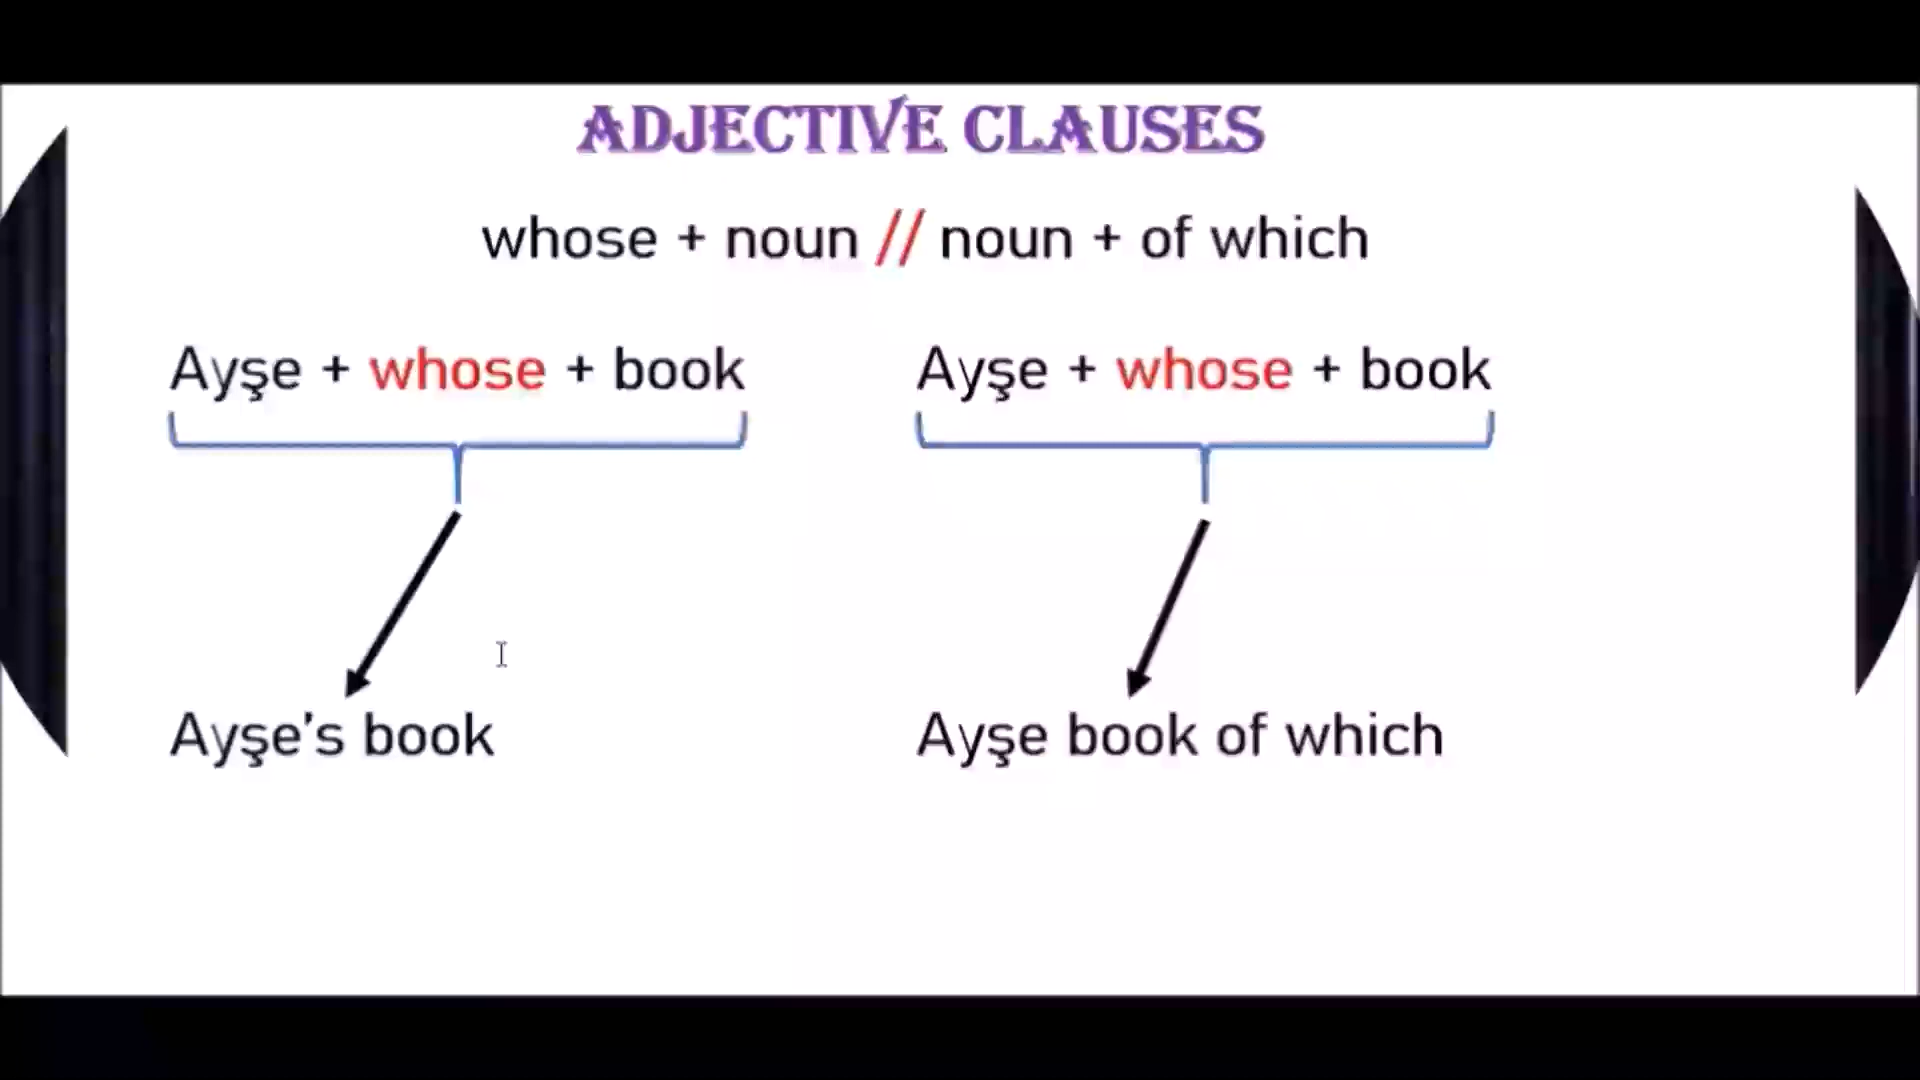 ADJECTIVE CLAUSES
whose + noun // noun + of which
Ayşe + whose + book
Ayşe + whose + book
Ayşe's book
Ayşe book of which